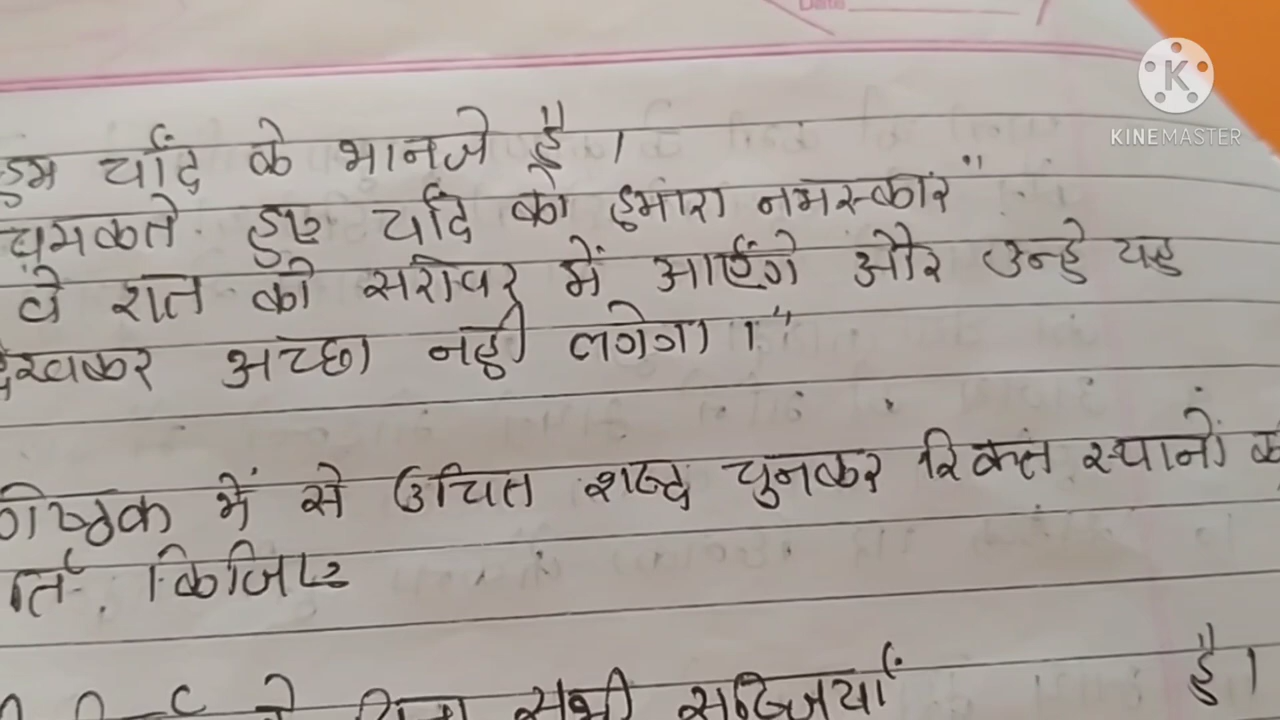 Date
KINEMASTER
हम चाँद के भानजे है।
चमकते हुए चाँद को हमारा नमस्कार"
वे रात को सरोवर में आएँगे और उन्हे यह
देखकर अच्छा नही लगेगा।"
में से उचित शब्द चुनकर रिक्त स्थानों
किजिए
सभी सब्जियाँ है।